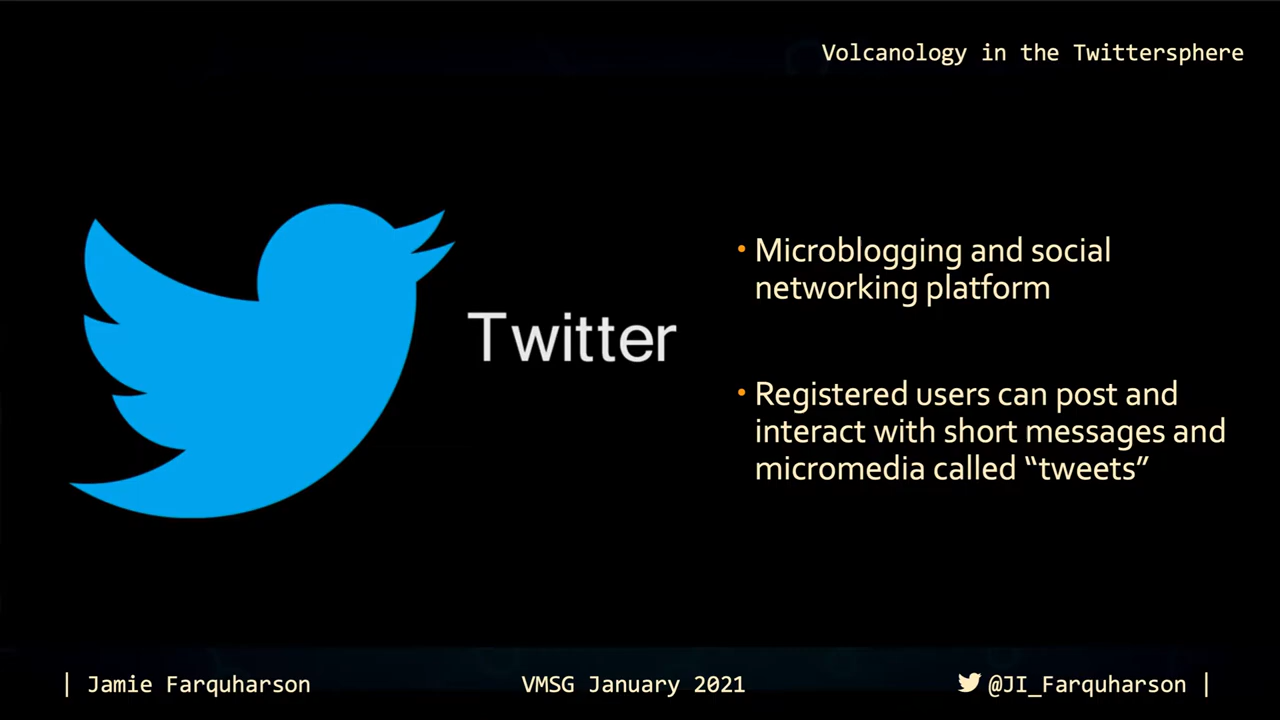 Volcanology in the Twittersphere
Twitter
• Microblogging and social
networking platform
• Registered users can post and
interact with short messages and
micromedia called “tweets”
| Jamie Farquharson
VMSG January 2021
@JI_Farquharson |